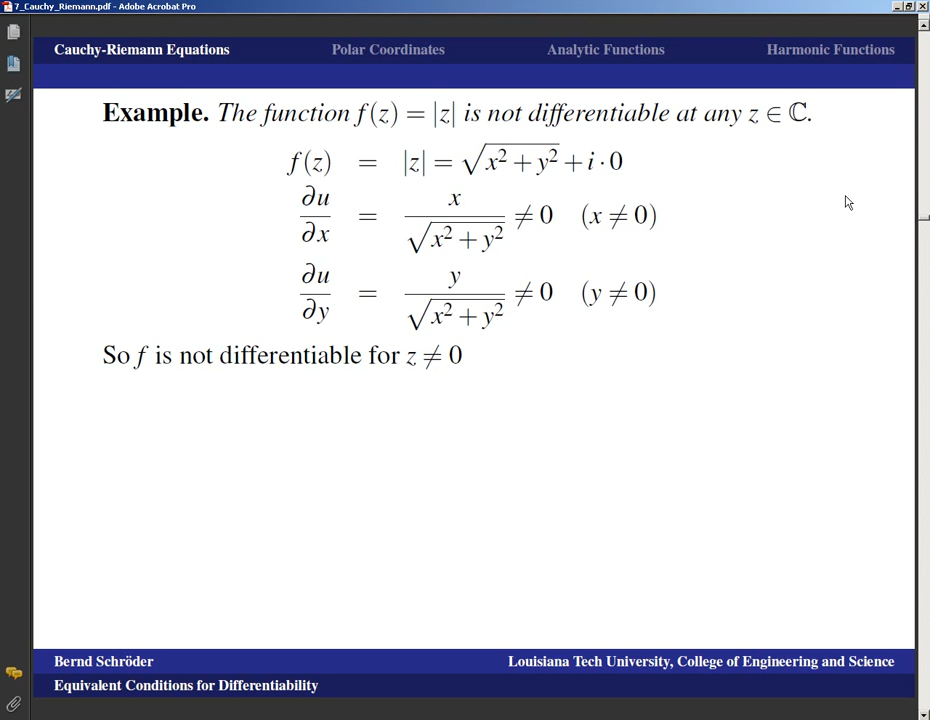 7_Cauchy_Riemann.pdf - Adobe Acrobat Pro
Cauchy-Riemann Equations Polar Coordinates Analytic Functions Harmonic Functions
Example. The function f(z) = |z| is not differentiable at any z ∈ ℂ.
f(z) = |z| = √(x² + y²) + i · 0
∂u/∂x = x/√(x² + y²) ≠ 0 (x ≠ 0)
∂u/∂y = y/√(x² + y²) ≠ 0 (y ≠ 0)
So f is not differentiable for z ≠ 0
Bernd Schröder Louisiana Tech University, College of Engineering and Science
Equivalent Conditions for Differentiability